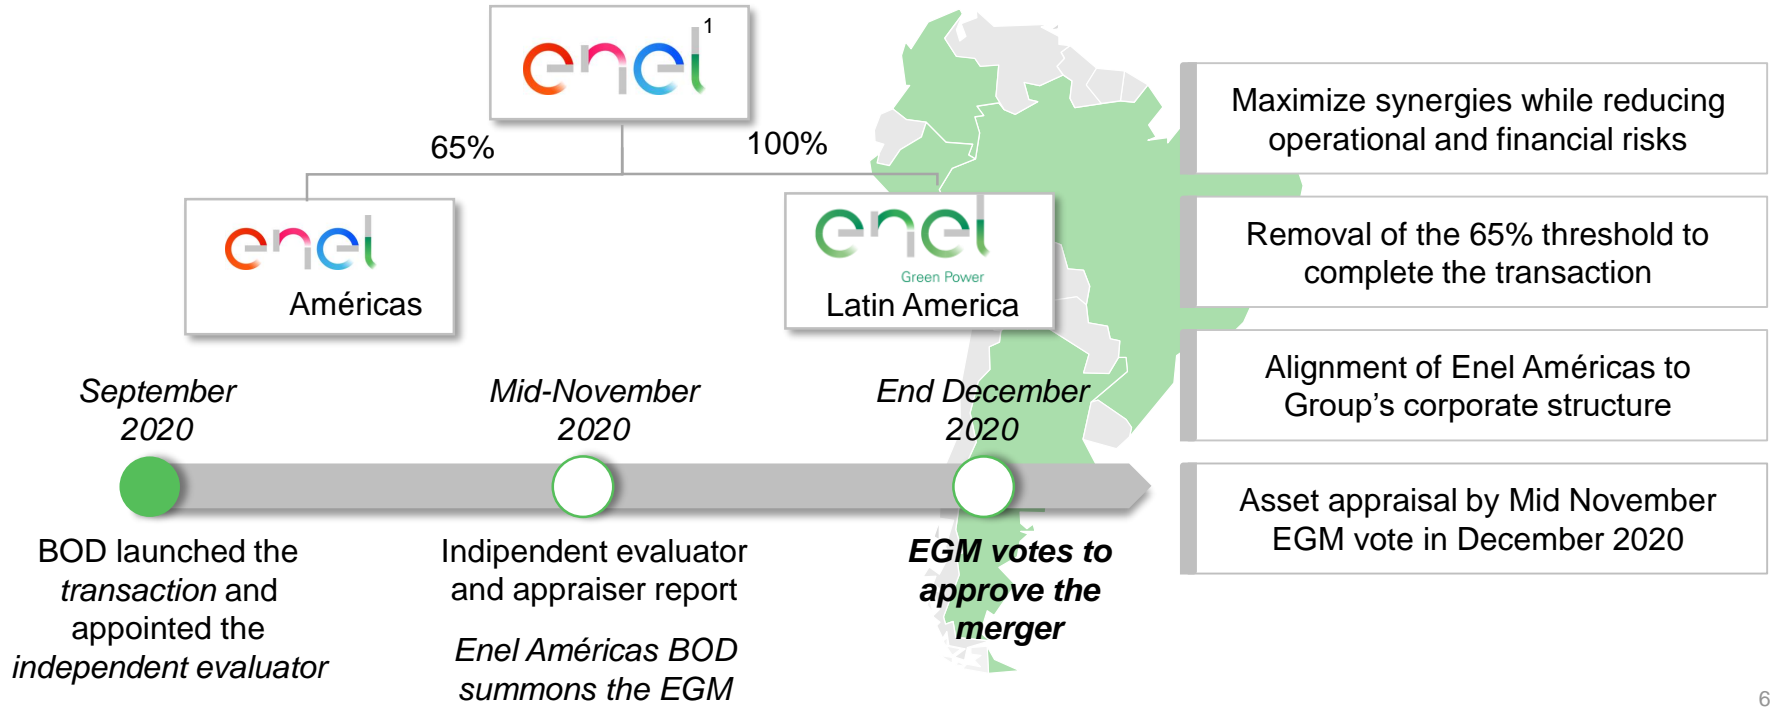 enel 1
65%
100%
enel
Américas
enel
Green Power
Latin America
September
2020
Mid-November
2020
End December
2020
BOD launched the
transaction and
appointed the
independent evaluator
Indipendent evaluator
and appraiser report
Enel Américas BOD
summons the EGM
EGM votes to
approve the
merger
Maximize synergies while reducing
operational and financial risks
Removal of the 65% threshold to
complete the transaction
Alignment of Enel Américas to
Group’s corporate structure
Asset appraisal by Mid November
EGM vote in December 2020
6